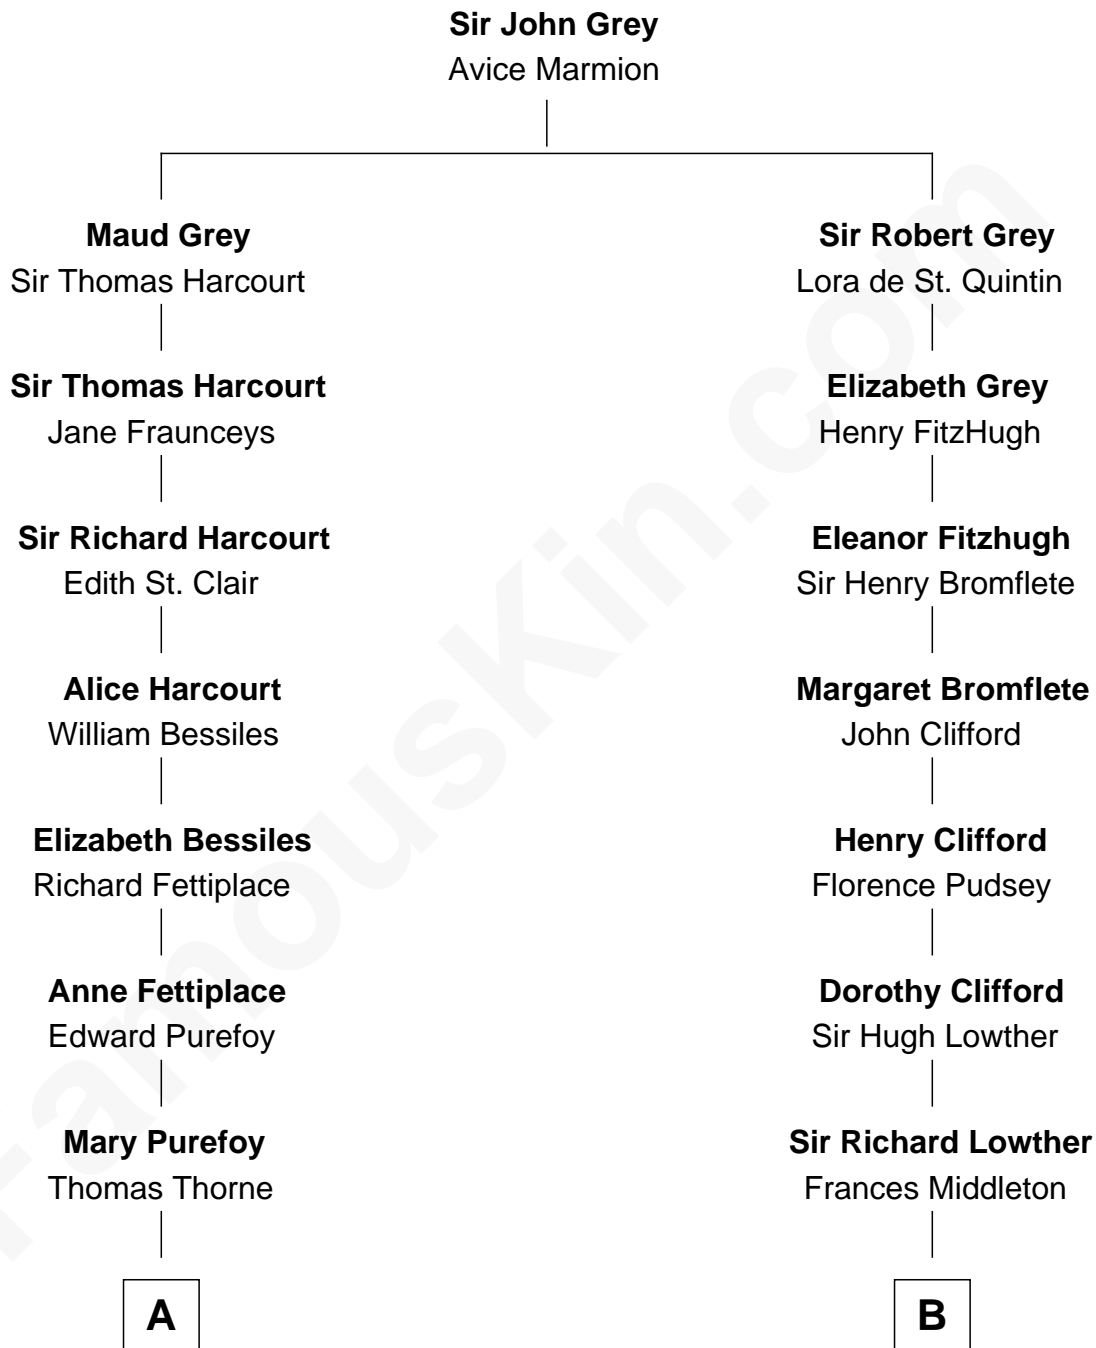 Sir John Grey
Avice Marmion
Maud Grey
Sir Thomas Harcourt
Sir Robert Grey
Lora de St. Quintin
Sir Thomas Harcourt
Jane Fraunceys
Elizabeth Grey
Henry FitzHugh
Sir Richard Harcourt
Edith St. Clair
Eleanor Fitzhugh
Sir Henry Bromflete
Alice Harcourt
William Bessiles
Margaret Bromflete
John Clifford
Elizabeth Bessiles
Richard Fettiplace
Henry Clifford
Florence Pudsey
Anne Fettiplace
Edward Purefoy
Dorothy Clifford
Sir Hugh Lowther
Mary Purefoy
Thomas Thorne
Sir Richard Lowther
Frances Middleton
A
B
FamousKin.com